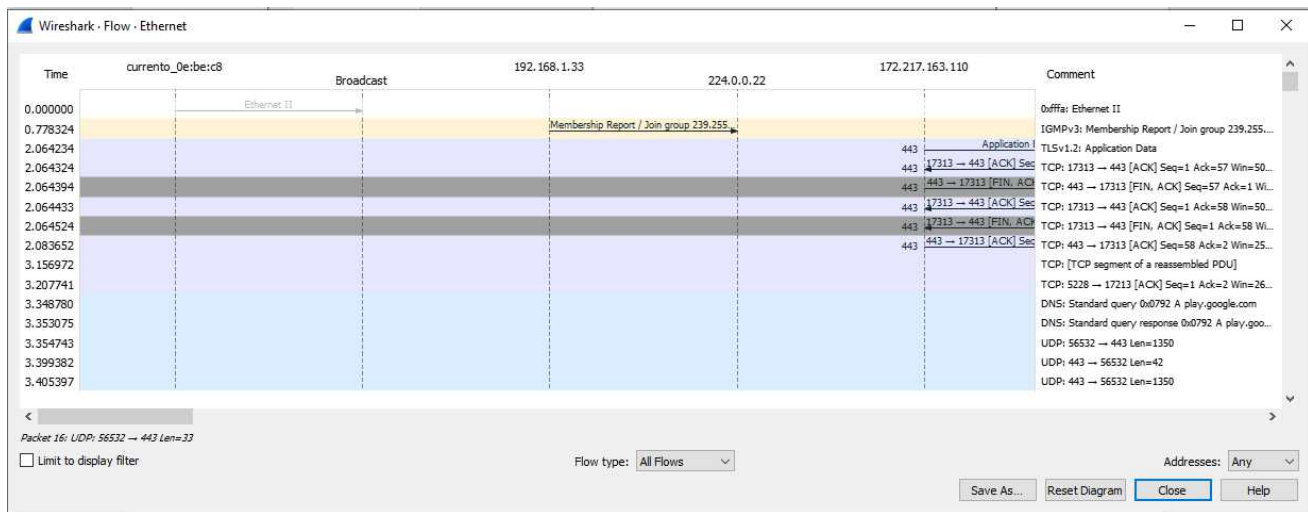 Wireshark · Flow · Ethernet
Time currento_0e:be:c8 Broadcast 192.168.1.33 224.0.0.22 172.217.163.110 Comment
0.000000 Ethernet II 0xfffa: Ethernet II
0.778324 Membership Report / Join group 239.255... IGMPv3: Membership Report / Join group 239.255....
2.064234 443 Application TLSv1.2: Application Data
2.064324 443 17313 → 443 [ACK] Seq TCP: 17313 → 443 [ACK] Seq=1 Ack=57 Win=50...
2.064394 443 443 → 17313 [FIN, ACK TCP: 443 → 17313 [FIN, ACK] Seq=57 Ack=1 Wi...
2.064433 443 17313 → 443 [ACK] Seq TCP: 17313 → 443 [ACK] Seq=1 Ack=58 Win=50...
2.064524 443 17313 → 443 [FIN, ACK TCP: 17313 → 443 [FIN, ACK] Seq=1 Ack=58 Wi...
2.083652 443 443 → 17313 [ACK] Seq TCP: 443 → 17313 [ACK] Seq=58 Ack=2 Win=25...
3.156972 TCP: [TCP segment of a reassembled PDU]
3.207741 TCP: 5228 → 17213 [ACK] Seq=1 Ack=2 Win=26...
3.348780 DNS: Standard query 0x0792 A play.google.com
3.353075 DNS: Standard query response 0x0792 A play.goo...
3.354743 UDP: 56532 → 443 Len=1350
3.399382 UDP: 443 → 56532 Len=42
3.405397 UDP: 443 → 56532 Len=1350
Packet 16: UDP: 56532 → 443 Len=33
Limit to display filter Flow type: All Flows Addresses: Any
Save As... Reset Diagram Close Help